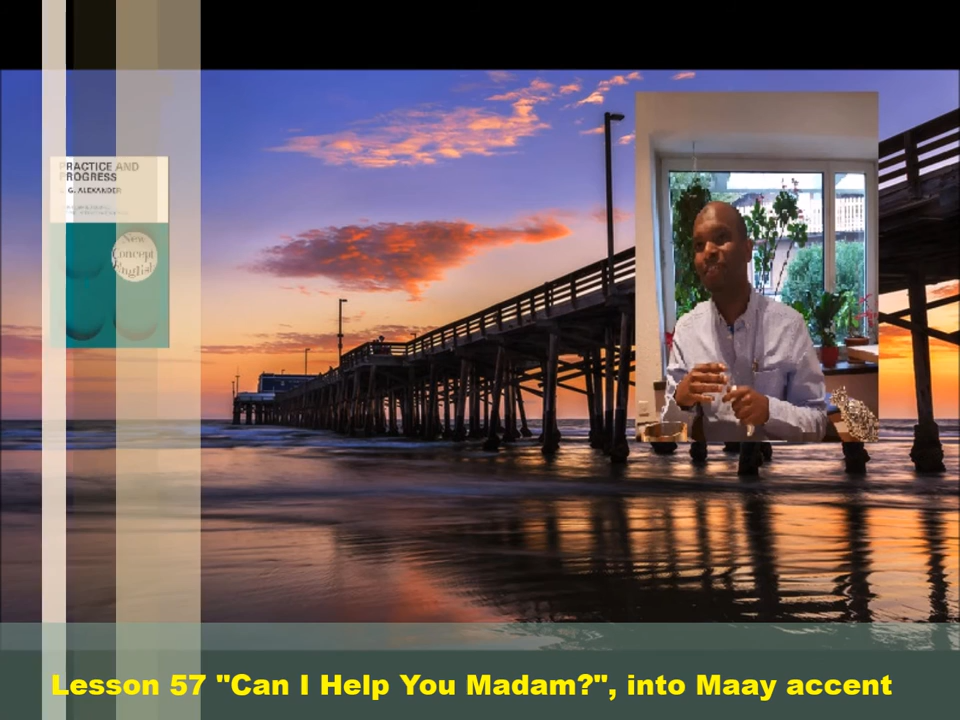 PRACTICE AND
PROGRESS
G. ALEXANDER
New
Concept
English
Lesson 57 "Can I Help You Madam?", into Maay accent